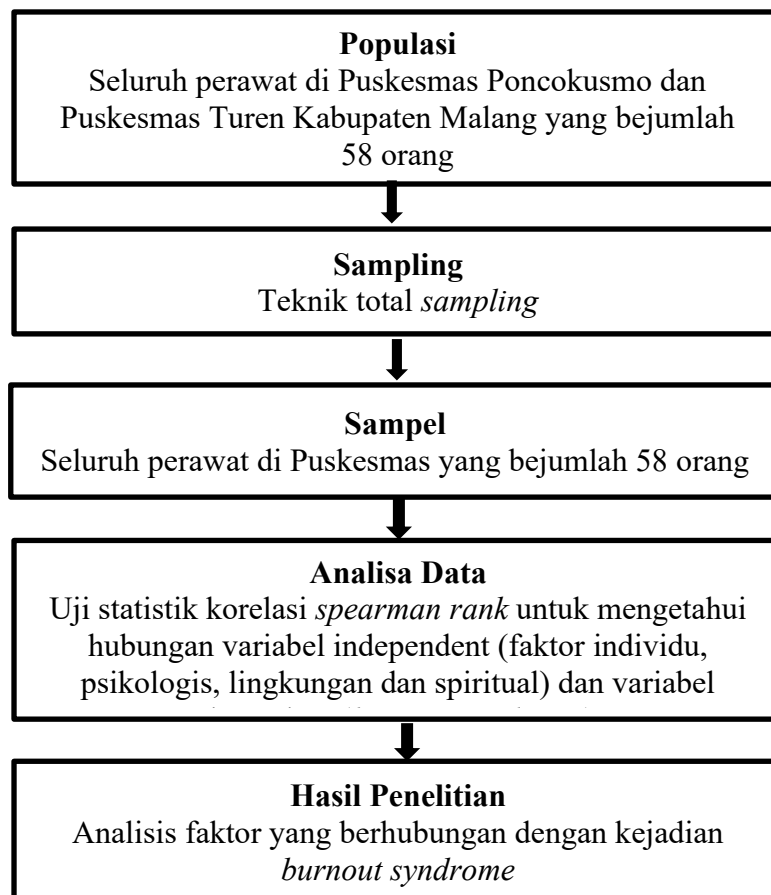 Populasi
Seluruh perawat di Puskesmas Poncokusmo dan
Puskesmas Turen Kabupaten Malang yang bejumlah
58 orang
Sampling
Teknik total sampling
Sampel
Seluruh perawat di Puskesmas yang bejumlah 58 orang
Analisa Data
Uji statistik korelasi spearman rank untuk mengetahui
hubungan variabel independent (faktor individu,
psikologis, lingkungan dan spiritual) dan variabel
Hasil Penelitian
Analisis faktor yang berhubungan dengan kejadian
burnout syndrome